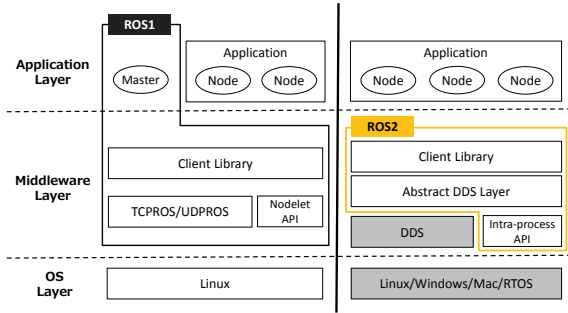 ROS1
Application
Layer
Master
Application
Node
Node
Application
Node
Node
Node
Middleware
Layer
Client Library
TCPROS/UDPROS
Nodelet
API
ROS2
Client Library
Abstract DDS Layer
DDS
Intra-process
API
OS
Layer
Linux
Linux/Windows/Mac/RTOS